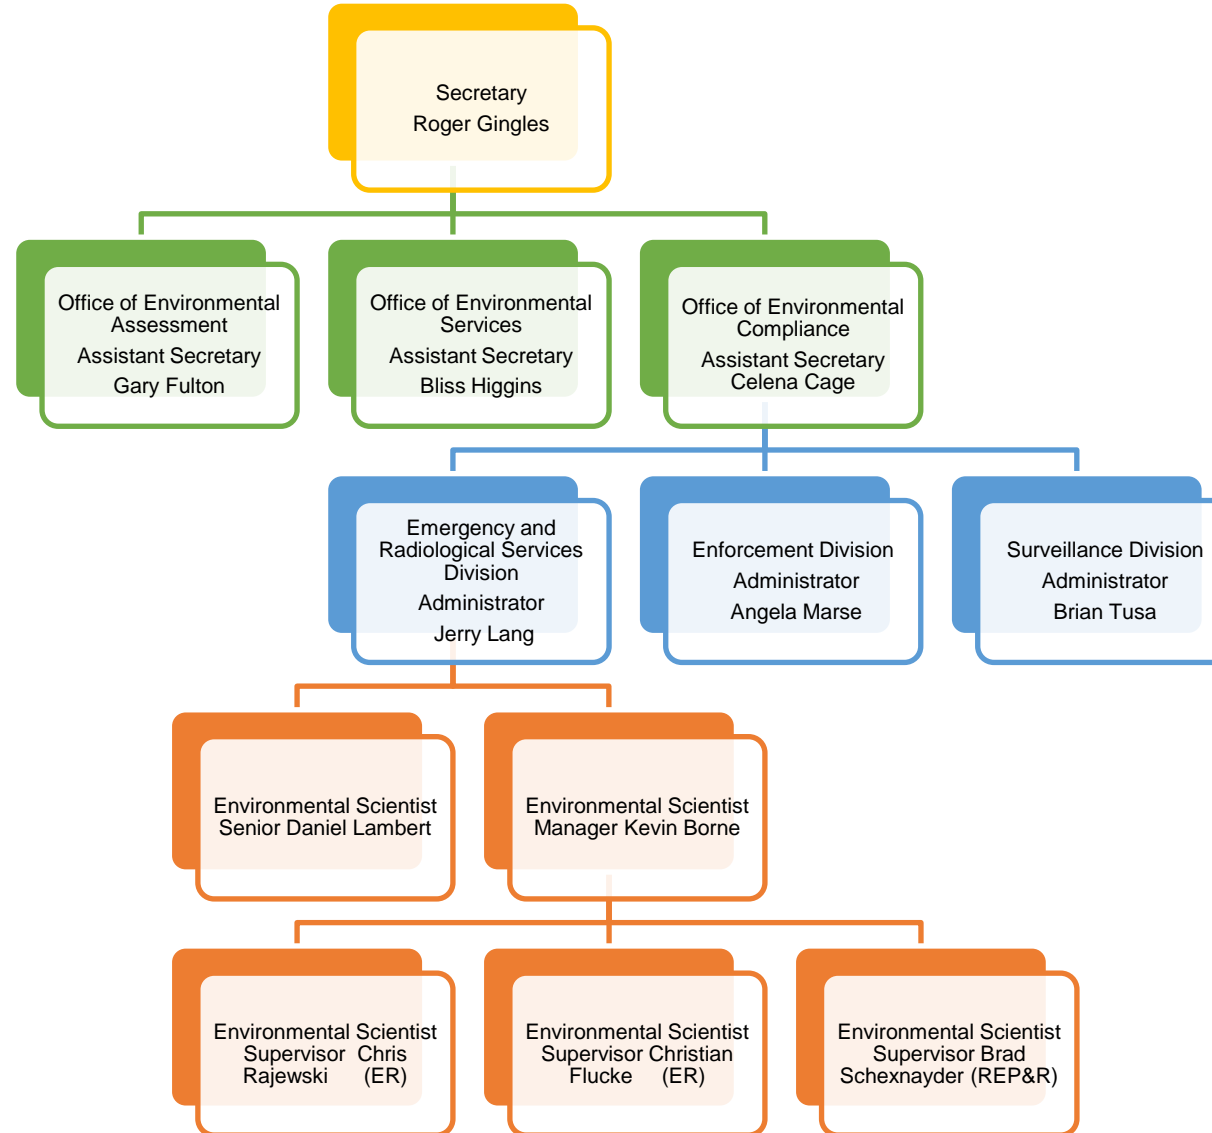 Secretary
Roger Gingles
Office of Environmental
Assessment
Assistant Secretary
Gary Fulton
Office of Environmental
Services
Assistant Secretary
Bliss Higgins
Office of Environmental
Compliance
Assistant Secretary
Celena Cage
Emergency and
Radiological Services
Division
Administrator
Jerry Lang
Enforcement Division
Administrator
Angela Marse
Surveillance Division
Administrator
Brian Tusa
Environmental Scientist
Senior Daniel Lambert
Environmental Scientist
Manager Kevin Borne
Environmental Scientist
Supervisor Chris
Rajewski (ER)
Environmental Scientist
Supervisor Christian
Flucke (ER)
Environmental Scientist
Supervisor Brad
Schexnayder (REP&R)